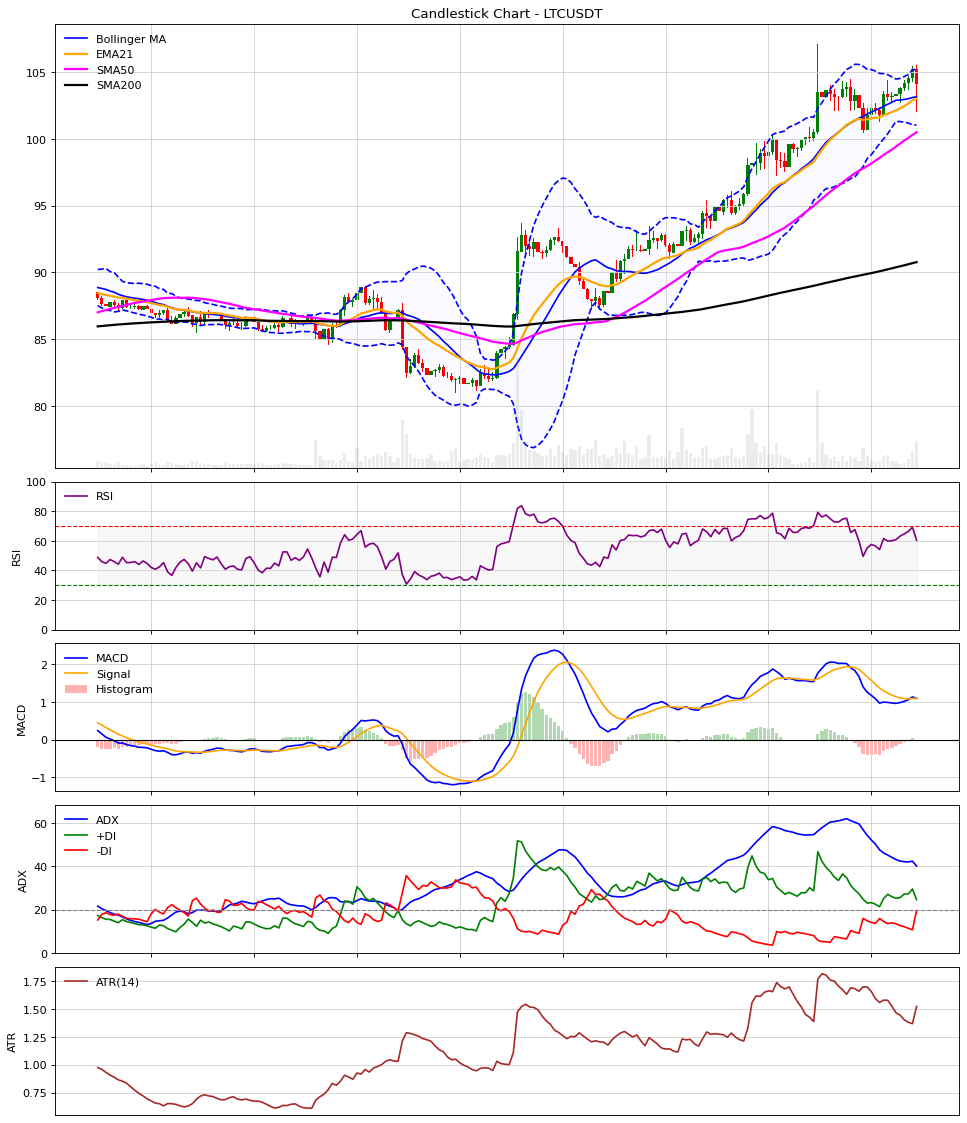 Candlestick Chart - LTCUSDT
Bollinger MA
EMA21
SMA50
SMA200
105
100
95
90
85
80
RSI
100
80
60
40
20
0
RSI
MACD
Signal
Histogram
2
1
0
−1
MACD
ADX
+DI
-DI
60
40
20
0
ADX
ATR(14)
1.75
1.50
1.25
1.00
0.75
ATR